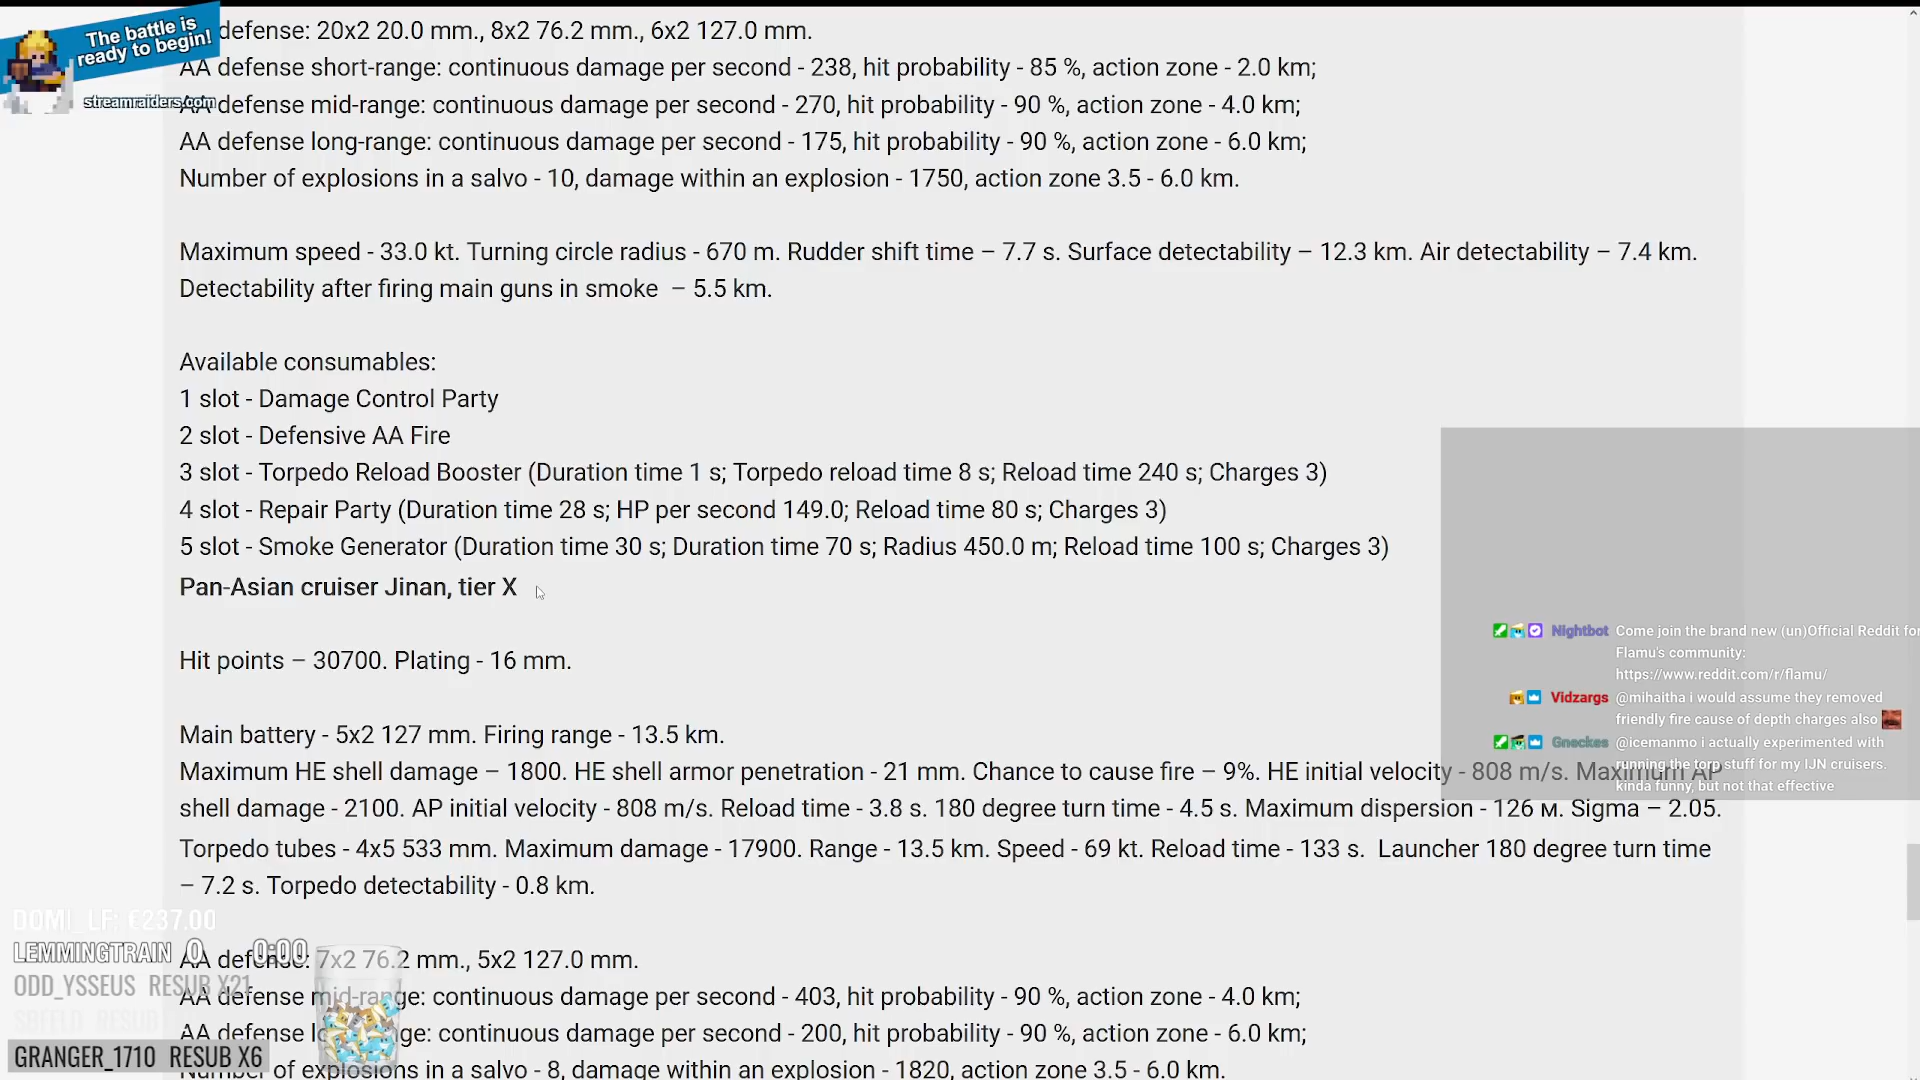 The battle is
ready to begin!
streamraiders.com
defense: 20x2 20.0 mm., 8x2 76.2 mm., 6x2 127.0 mm.
AA defense short-range: continuous damage per second - 238, hit probability - 85 %, action zone - 2.0 km;
AA defense mid-range: continuous damage per second - 270, hit probability - 90 %, action zone - 4.0 km;
AA defense long-range: continuous damage per second - 175, hit probability - 90 %, action zone - 6.0 km;
Number of explosions in a salvo - 10, damage within an explosion - 1750, action zone 3.5 - 6.0 km.
Maximum speed - 33.0 kt. Turning circle radius - 670 m. Rudder shift time – 7.7 s. Surface detectability – 12.3 km. Air detectability – 7.4 km.
Detectability after firing main guns in smoke – 5.5 km.
Available consumables:
1 slot - Damage Control Party
2 slot - Defensive AA Fire
3 slot - Torpedo Reload Booster (Duration time 1 s; Torpedo reload time 8 s; Reload time 240 s; Charges 3)
4 slot - Repair Party (Duration time 28 s; HP per second 149.0; Reload time 80 s; Charges 3)
5 slot - Smoke Generator (Duration time 30 s; Duration time 70 s; Radius 450.0 m; Reload time 100 s; Charges 3)
Pan-Asian cruiser Jinan, tier X
Hit points – 30700. Plating - 16 mm.
Main battery - 5x2 127 mm. Firing range - 13.5 km.
Maximum HE shell damage – 1800. HE shell armor penetration - 21 mm. Chance to cause fire – 9%. HE initial velocity - 808 m/s. Maximum AP
shell damage - 2100. AP initial velocity - 808 m/s. Reload time - 3.8 s. 180 degree turn time - 4.5 s. Maximum dispersion - 126 м. Sigma – 2.05.
Torpedo tubes - 4x5 533 mm. Maximum damage - 17900. Range - 13.5 km. Speed - 69 kt. Reload time - 133 s. Launcher 180 degree turn time
– 7.2 s. Torpedo detectability - 0.8 km.
AA defense: 7x2 76.2 mm., 5x2 127.0 mm.
AA defense mid-range: continuous damage per second - 403, hit probability - 90 %, action zone - 4.0 km;
AA defense long-range: continuous damage per second - 200, hit probability - 90 %, action zone - 6.0 km;
Number of explosions in a salvo - 8, damage within an explosion - 1820, action zone 3.5 - 6.0 km.
Nightbot Come join the brand new (un)Official Reddit for
Flamu's community:
https://www.reddit.com/r/flamu/
Vidzargs @mihaitha i would assume they removed
friendly fire cause of depth charges also
Gneckes @icemanmo i actually experimented with
running the torp stuff for my IJN cruisers.
kinda funny, but not that effective
DOMI_LF: €237.00
LEMMINGTRAIN 0 0:00
ODD_YSSEUS RESUB X21
GRANGER_1710 RESUB X6